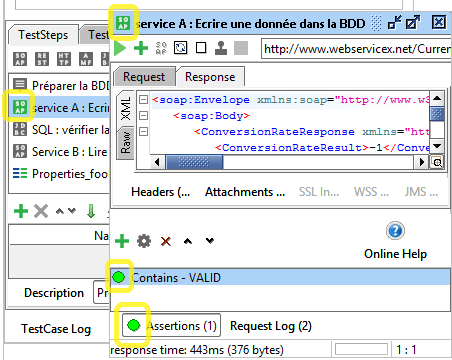 TestSteps
Te
Préparer la BDD
service A : Ecri
SQL : vérifier la
Service B : Lire
Properties_foo
Na
Description
Pr
TestCase Log
service A : Ecrire une donnée dans la BDD
http://www.webservicex.net/Curren
Request
Response
XML
Raw
<soap:Envelope xmlns:soap="http://www.w3
<soap:Body>
<ConversionRateResponse xmlns="htt
<ConversionRateResult>-1</Conve
Headers (...
Attachments ...
SSL In...
WSS ...
JMS ...
Online Help
Contains - VALID
Assertions (1)
Request Log (2)
response time: 443ms (376 bytes)
1 : 1